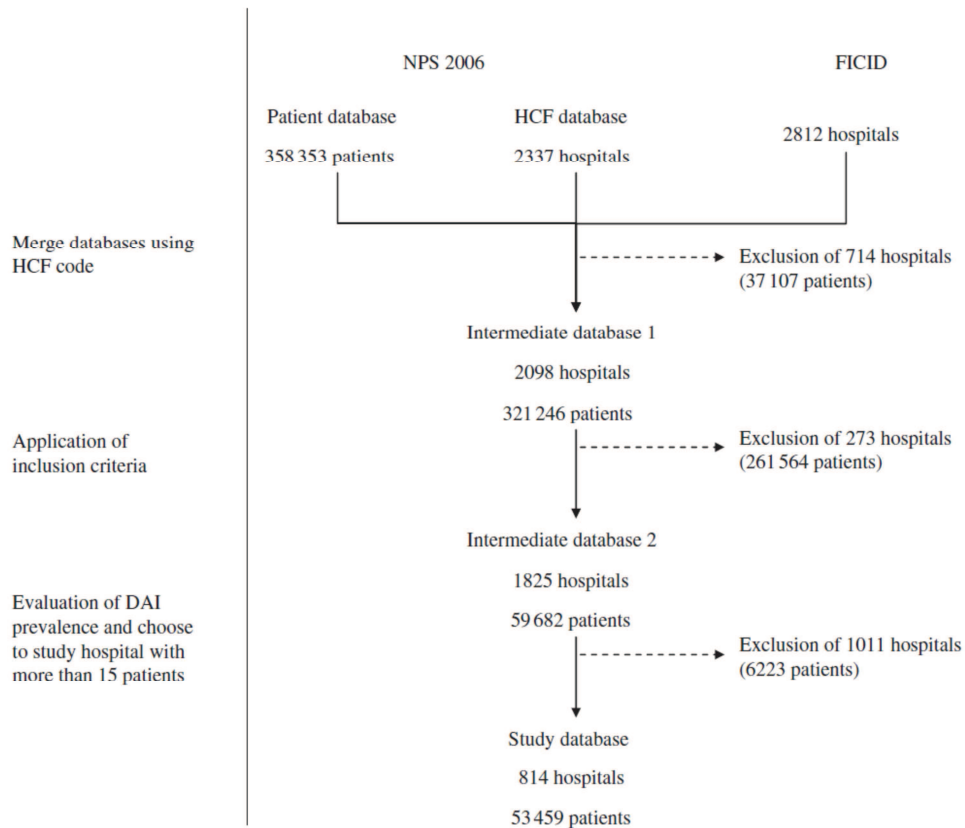 NPS 2006
FICID
Patient database
HCF database
358 353 patients
2337 hospitals
2812 hospitals
Merge databases using
HCF code
Exclusion of 714 hospitals
(37 107 patients)
Intermediate database 1
2098 hospitals
321 246 patients
Application of
inclusion criteria
Exclusion of 273 hospitals
(261 564 patients)
Intermediate database 2
1825 hospitals
59 682 patients
Evaluation of DAI
prevalence and choose
to study hospital with
more than 15 patients
Exclusion of 1011 hospitals
(6223 patients)
Study database
814 hospitals
53 459 patients